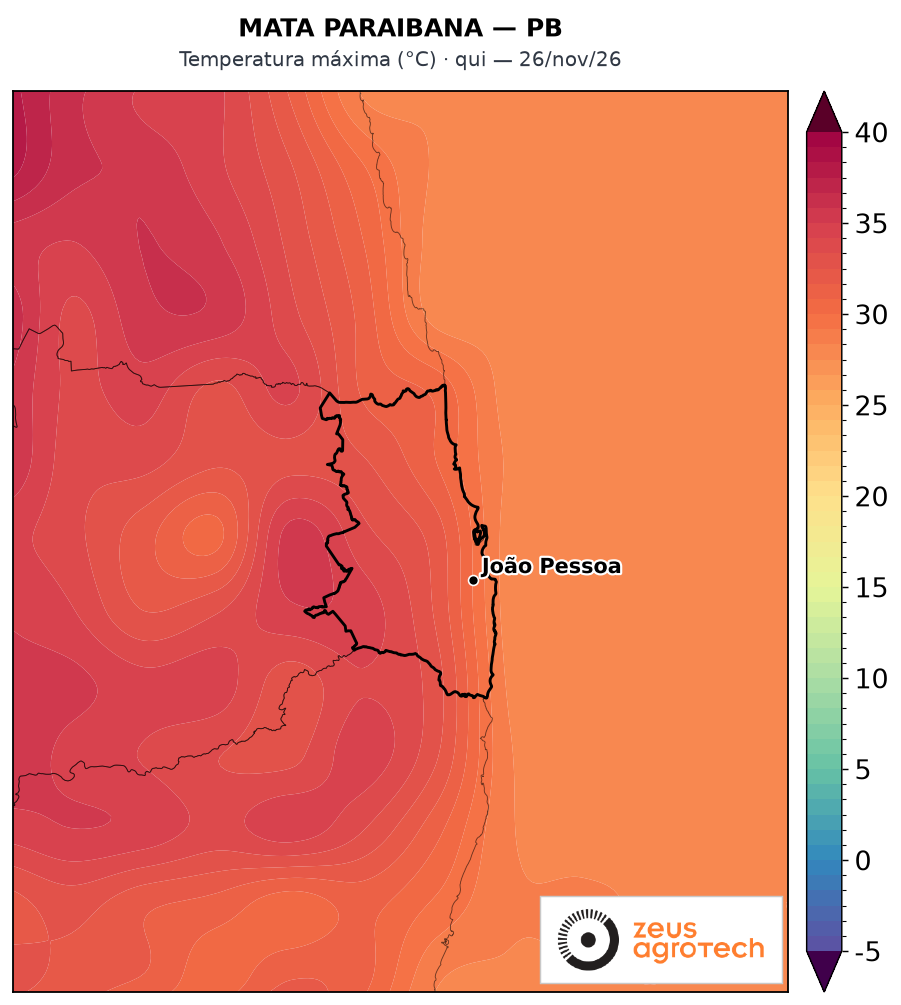 MATA PARAIBANA — PB
Temperatura máxima (°C) · qui — 26/nov/26
40
35
30
25
20
15
10
5
0
-5
João Pessoa
zeus
agrotech